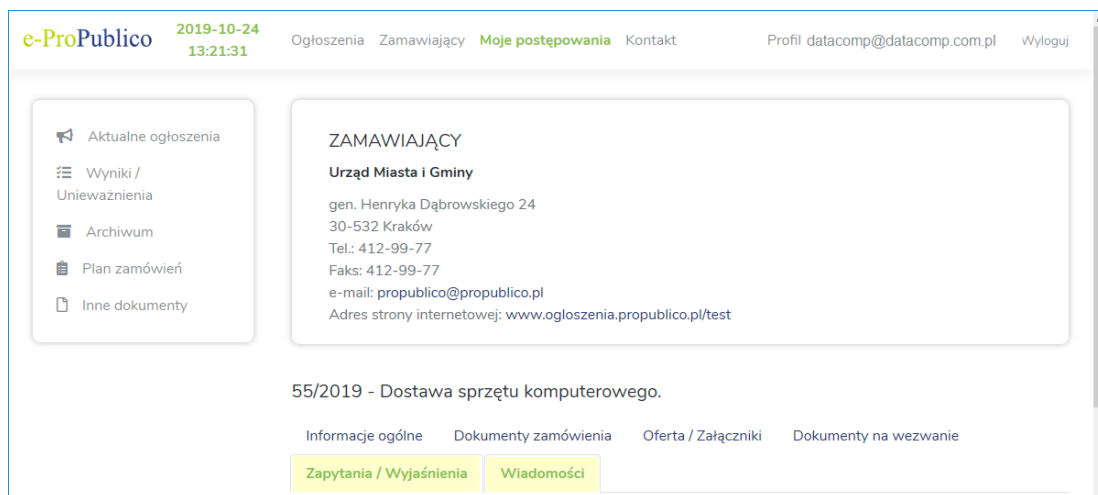 e-ProPublico
2019-10-24
13:21:31
Ogłoszenia Zamawiający Moje postępowania Kontakt
Profil datacomp@datacomp.com.pl Wyloguj
Aktualne ogłoszenia
Wyniki /
Unieważnienia
Archiwum
Plan zamówień
Inne dokumenty
ZAMAWIAJĄCY
Urząd Miasta i Gminy
gen. Henryka Dąbrowskiego 24
30-532 Kraków
Tel.: 412-99-77
Faks: 412-99-77
e-mail: propublico@propublico.pl
Adres strony internetowej: www.ogloszenia.propublico.pl/test
55/2019 - Dostawa sprzętu komputerowego.
Informacje ogólne Dokumenty zamówienia Oferta / Załączniki Dokumenty na wezwanie
Zapytania / Wyjaśnienia Wiadomości